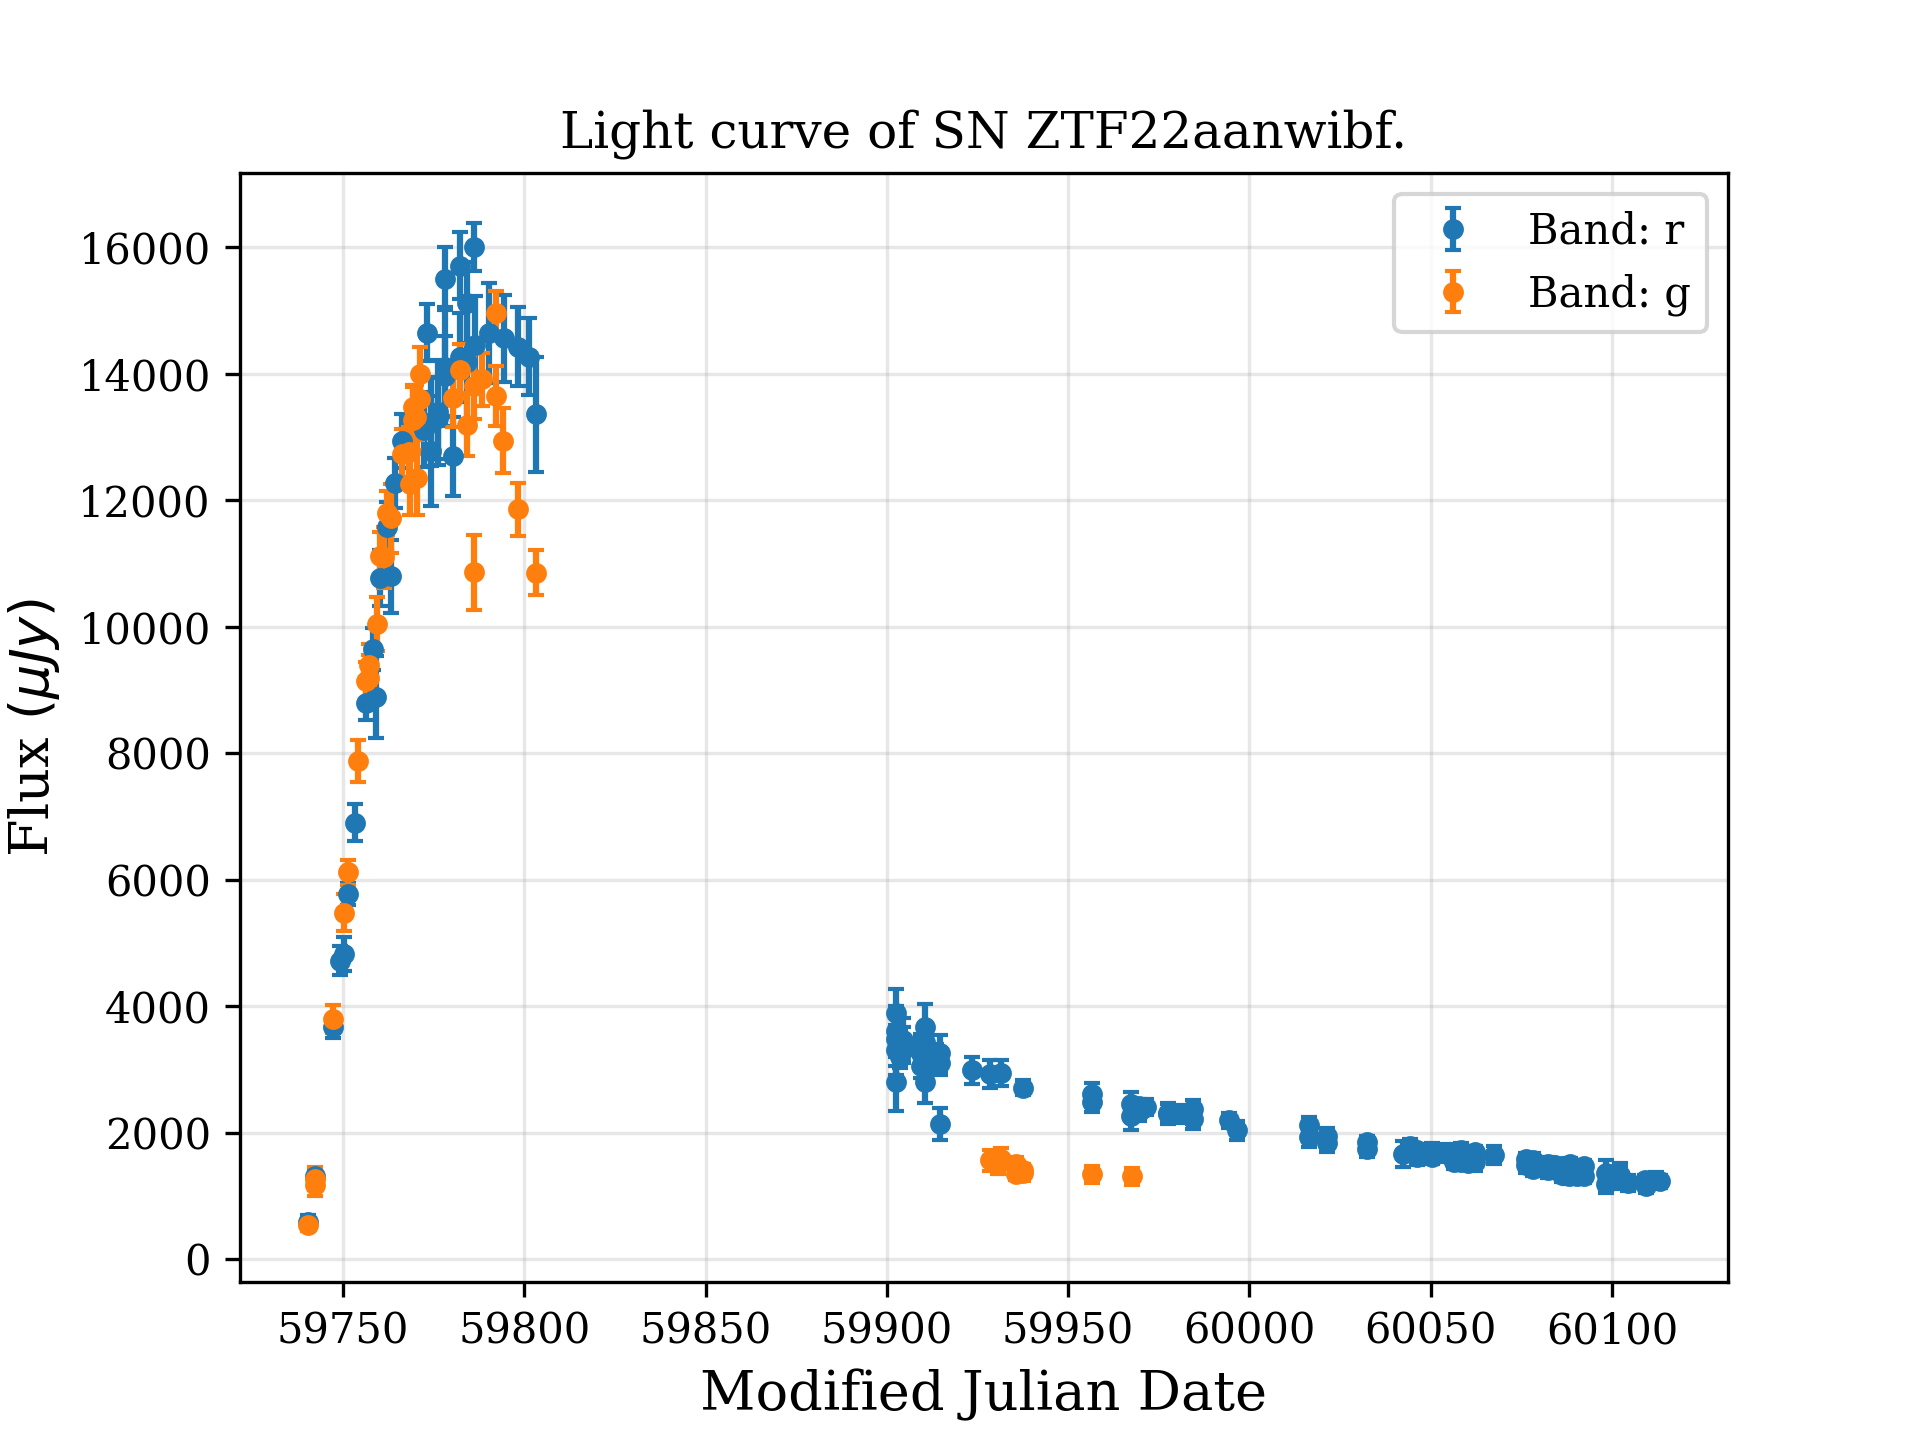 Light curve of SN ZTF22aanwibf.
Band: r
Band: g
Flux (μJy)
16000
14000
12000
10000
8000
6000
4000
2000
0
59750 59800 59850 59900 59950 60000 60050 60100
Modified Julian Date